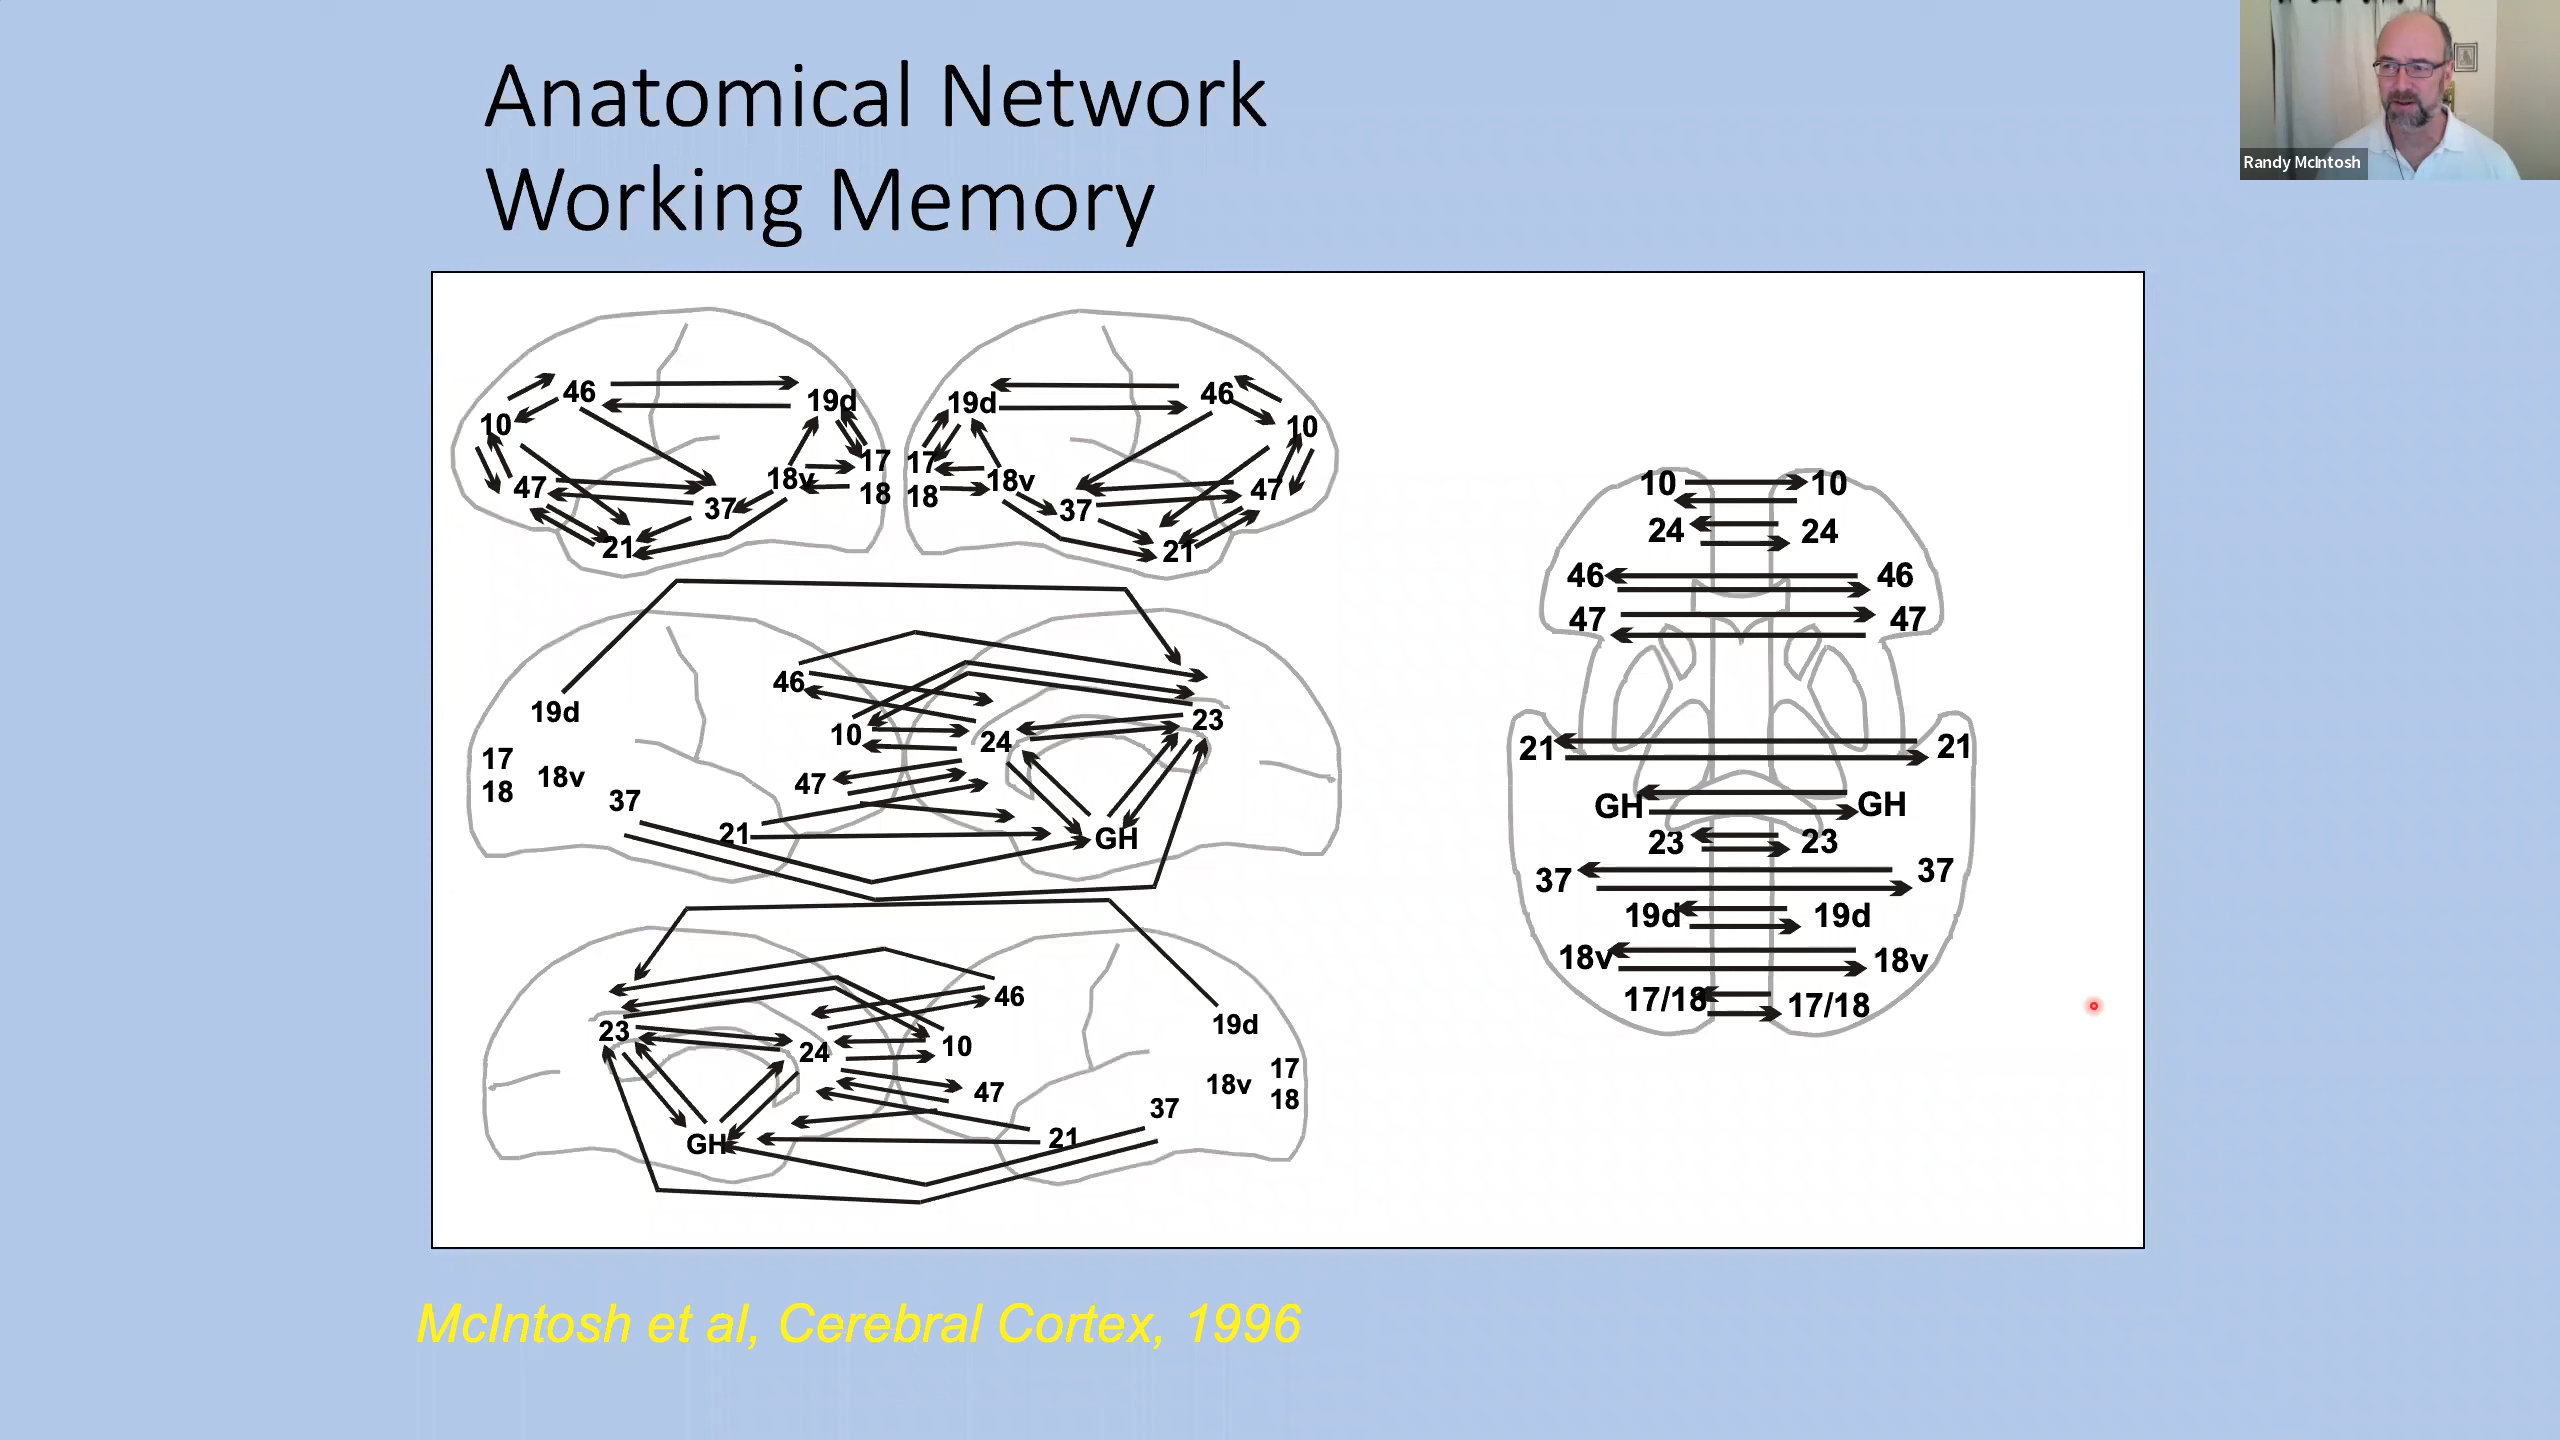 Anatomical Network
Working Memory
Randy McIntosh
46
19d
10
47
37
18v
17
18
21
19d
46
10
17
18
18v
37
47
21
46
19d
10
24
23
17
18
18v
47
37
21
GH
46
23
24
10
19d
47
17
18
18v
37
21
GH
10 10
24 24
46 46
47 47
21 21
GH GH
23 23
37 37
19d 19d
18v 18v
17/18 17/18
McIntosh et al, Cerebral Cortex, 1996